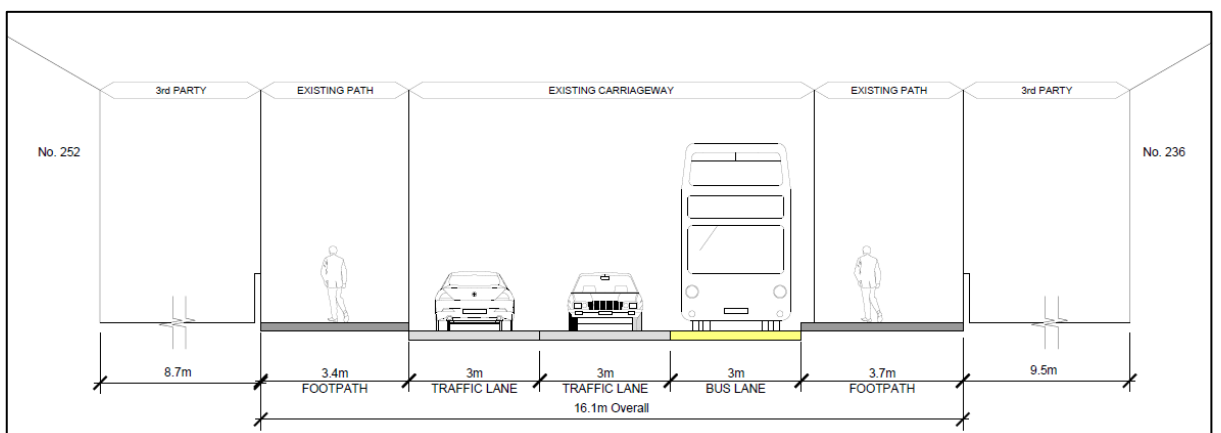 3rd PARTY
EXISTING PATH
EXISTING CARRIAGEWAY
EXISTING PATH
3rd PARTY
No. 252
No. 236
8.7m
3.4m
FOOTPATH
3m
TRAFFIC LANE
3m
TRAFFIC LANE
3m
BUS LANE
3.7m
FOOTPATH
9.5m
16.1m Overall